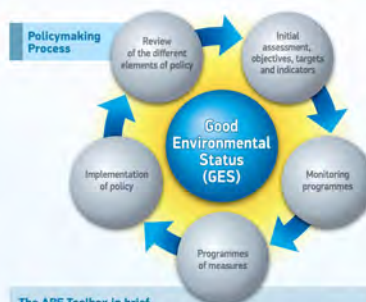 Policymaking
Process
Review
of the different
elements of policy
Initial
assessment,
objectives, targets
and indicators
Good
Environmental
Status
(GES)
Implementation
of policy
Monitoring
programmes
Programmes
of measures
The APE Toolbox in brief